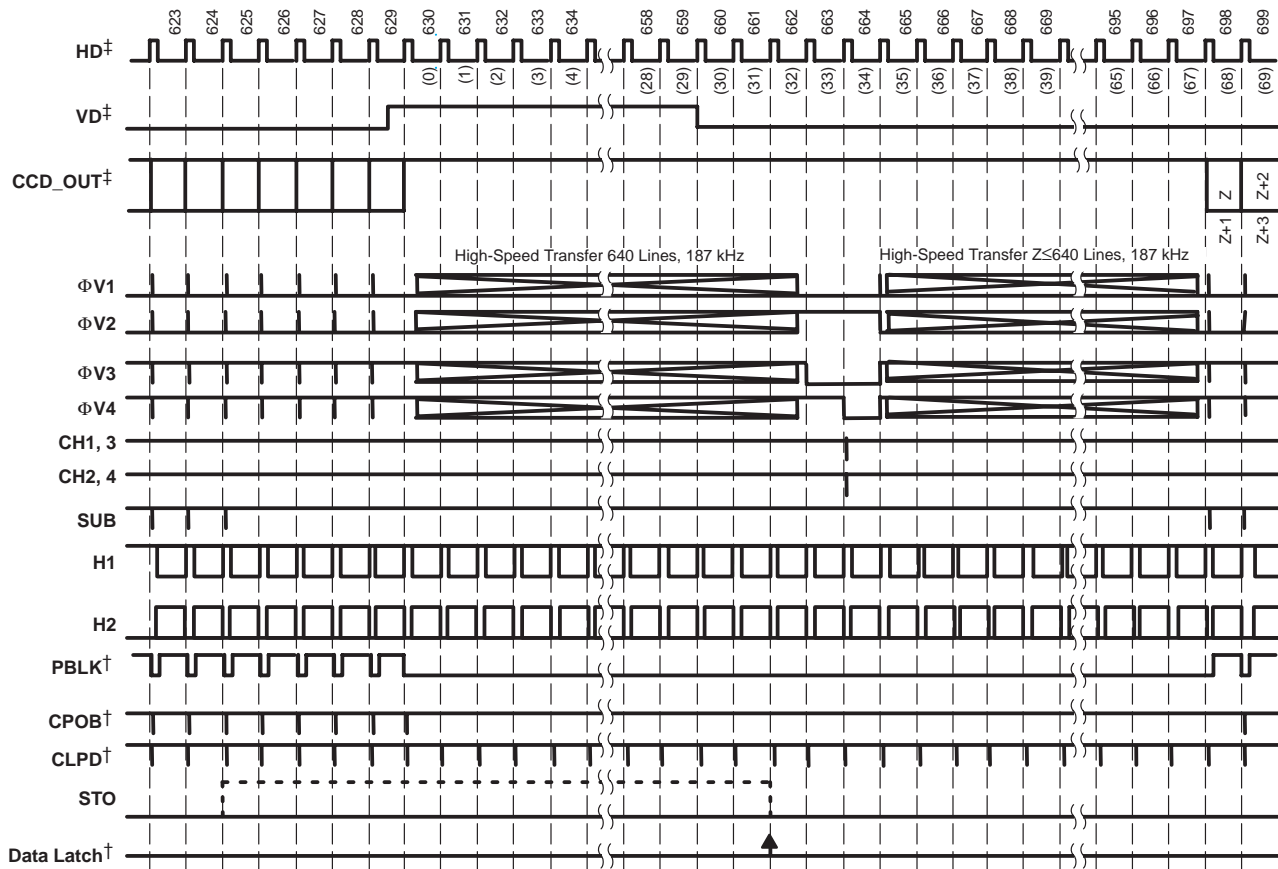 623 624 625 626 627 628 629 630 631 632 633 634 658 659 660 661 662 663 664 665 666 667 668 669 695 696 697 698 699
HD‡
(0) (1) (2) (3) (4) (28) (29) (30) (31) (32) (33) (34) (35) (36) (37) (38) (39) (65) (66) (67) (68) (69)
VD‡
CCD_OUT‡
Z Z+2
Z+1 Z+3
High-Speed Transfer 640 Lines, 187 kHz
High-Speed Transfer Z≤640 Lines, 187 kHz
ΦV1
ΦV2
ΦV3
ΦV4
CH1, 3
CH2, 4
SUB
H1
H2
PBLK†
CPOB†
CLPD†
STO
Data Latch†